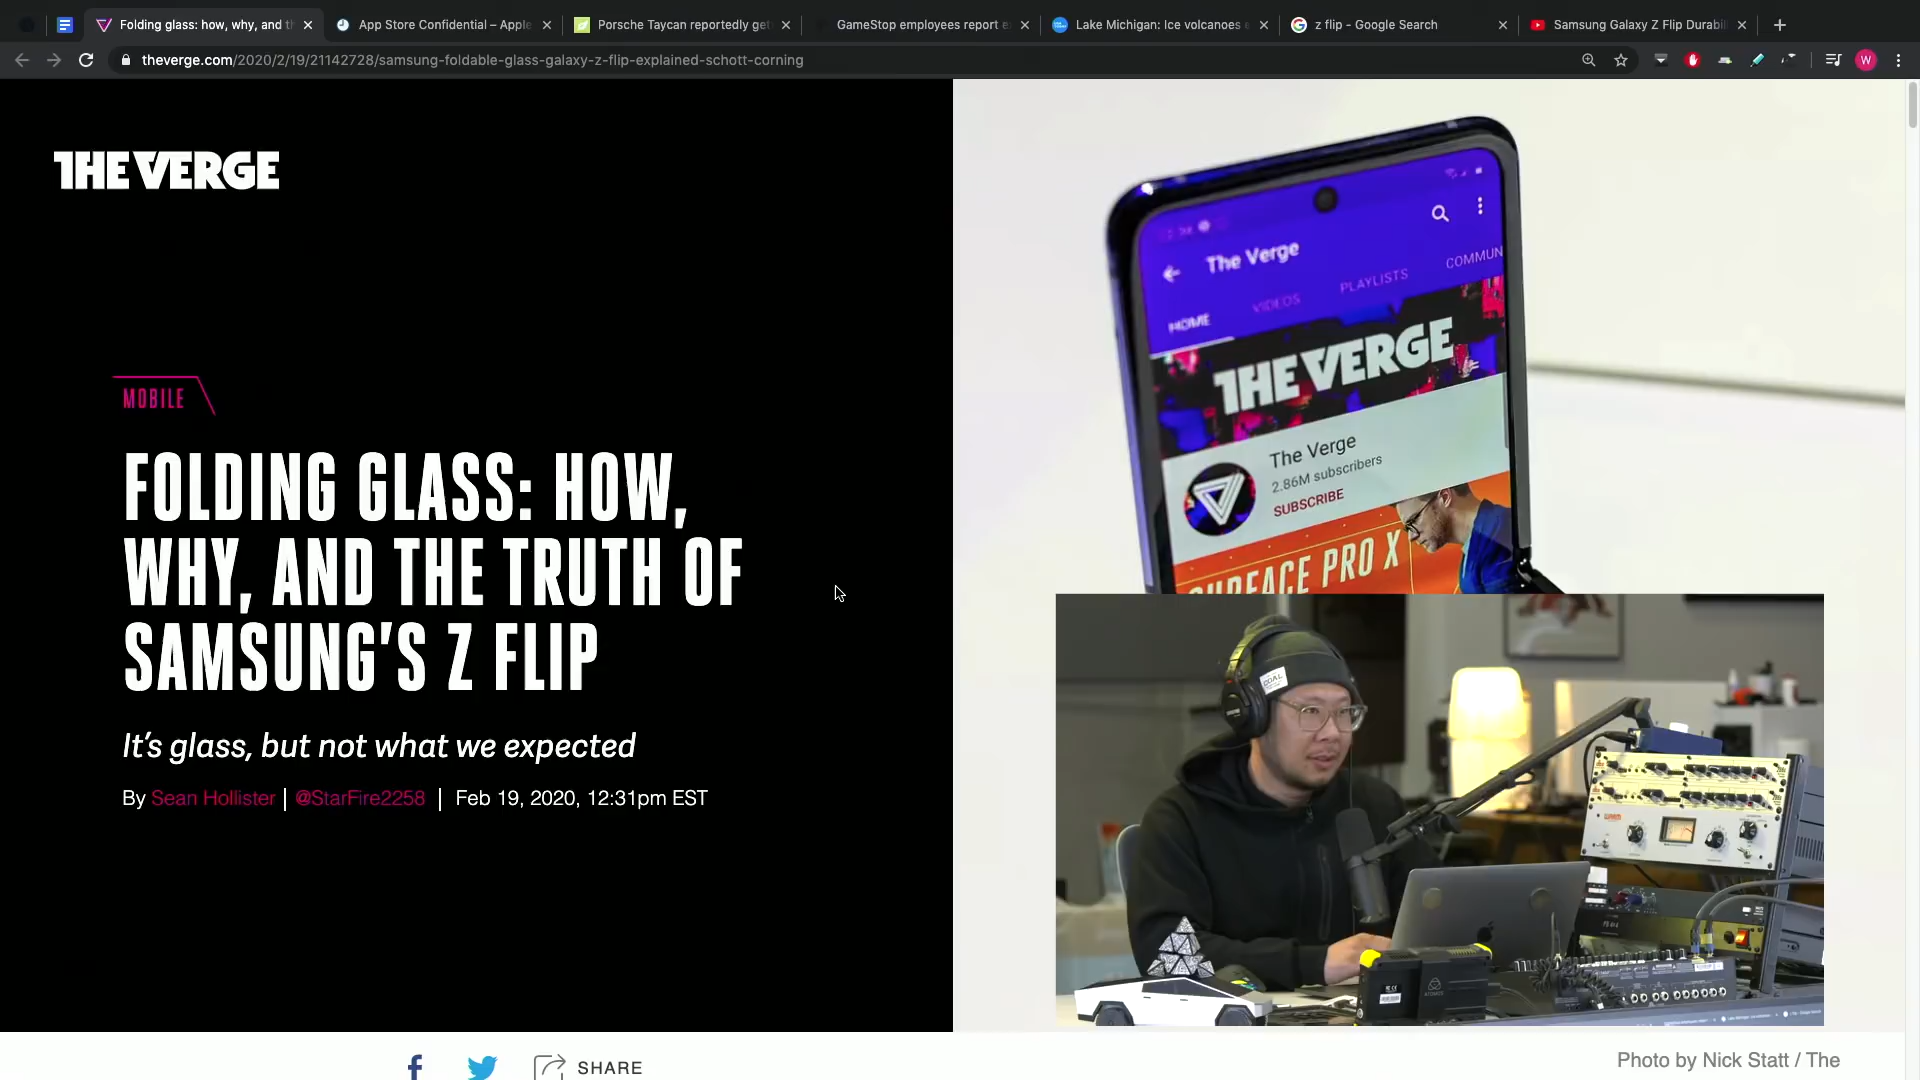 Folding glass: how, why, and t
App Store Confidential – Apple
Porsche Taycan reportedly get
GameStop employees report e
Lake Michigan: Ice volcanoes e
z flip - Google Search
Samsung Galaxy Z Flip Durabil
theverge.com/2020/2/19/21142728/samsung-foldable-glass-galaxy-z-flip-explained-schott-corning
W
THE VERGE
MOBILE
FOLDING GLASS: HOW,
WHY, AND THE TRUTH OF
SAMSUNG'S Z FLIP
It's glass, but not what we expected
By Sean Hollister | @StarFire2258 | Feb 19, 2020, 12:31pm EST
The Verge
HOME VIDEOS PLAYLISTS COMMUN
THE VERGE
The Verge
2.86M subscribers
SUBSCRIBE
SURFACE PRO X
COAL
WARM
ATOMOS
SHARE
Photo by Nick Statt / The